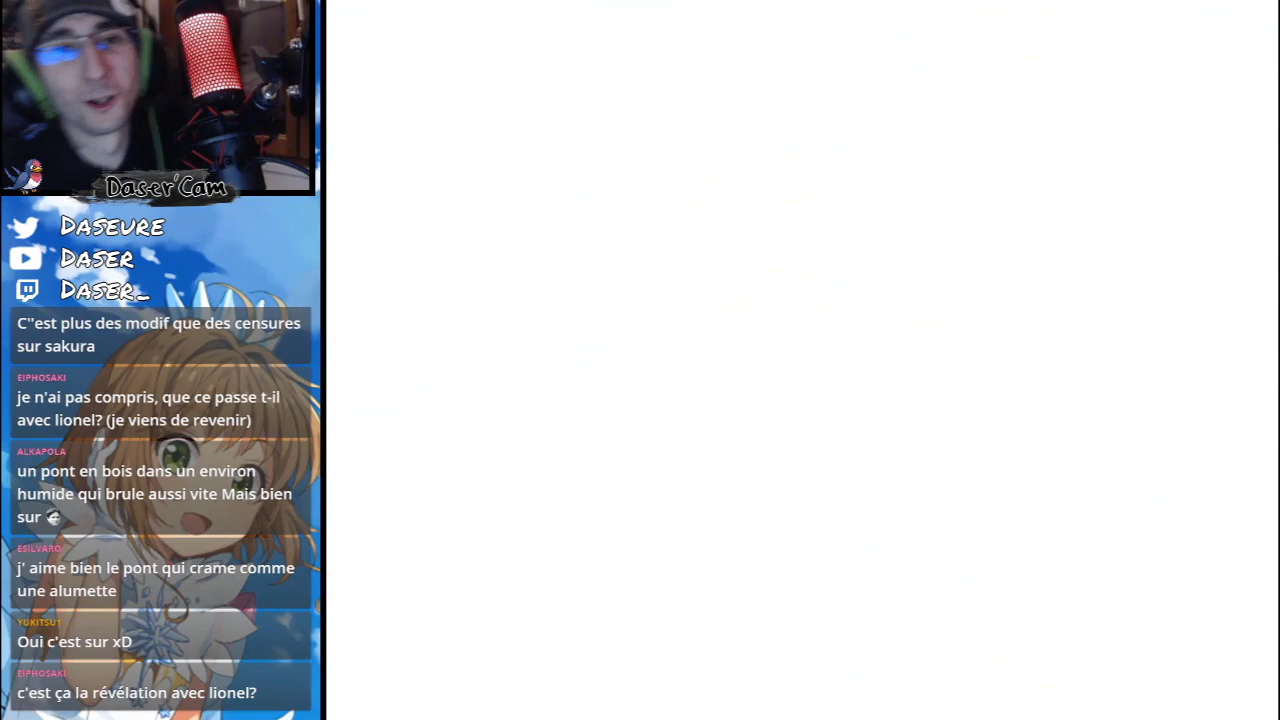 Daser'Cam
DASEURE
DASER
DASER_
C"est plus des modif que des censures
sur sakura
EIPHOSAKI
je n'ai pas compris, que ce passe t-il
avec lionel? (je viens de revenir)
ALKAPOLA
un pont en bois dans un environ
humide qui brule aussi vite Mais bien
sur
ESILVARO
j' aime bien le pont qui crame comme
une alumette
YUKITSU1
Oui c'est sur xD
EIPHOSAKI
c'est ça la révélation avec lionel?